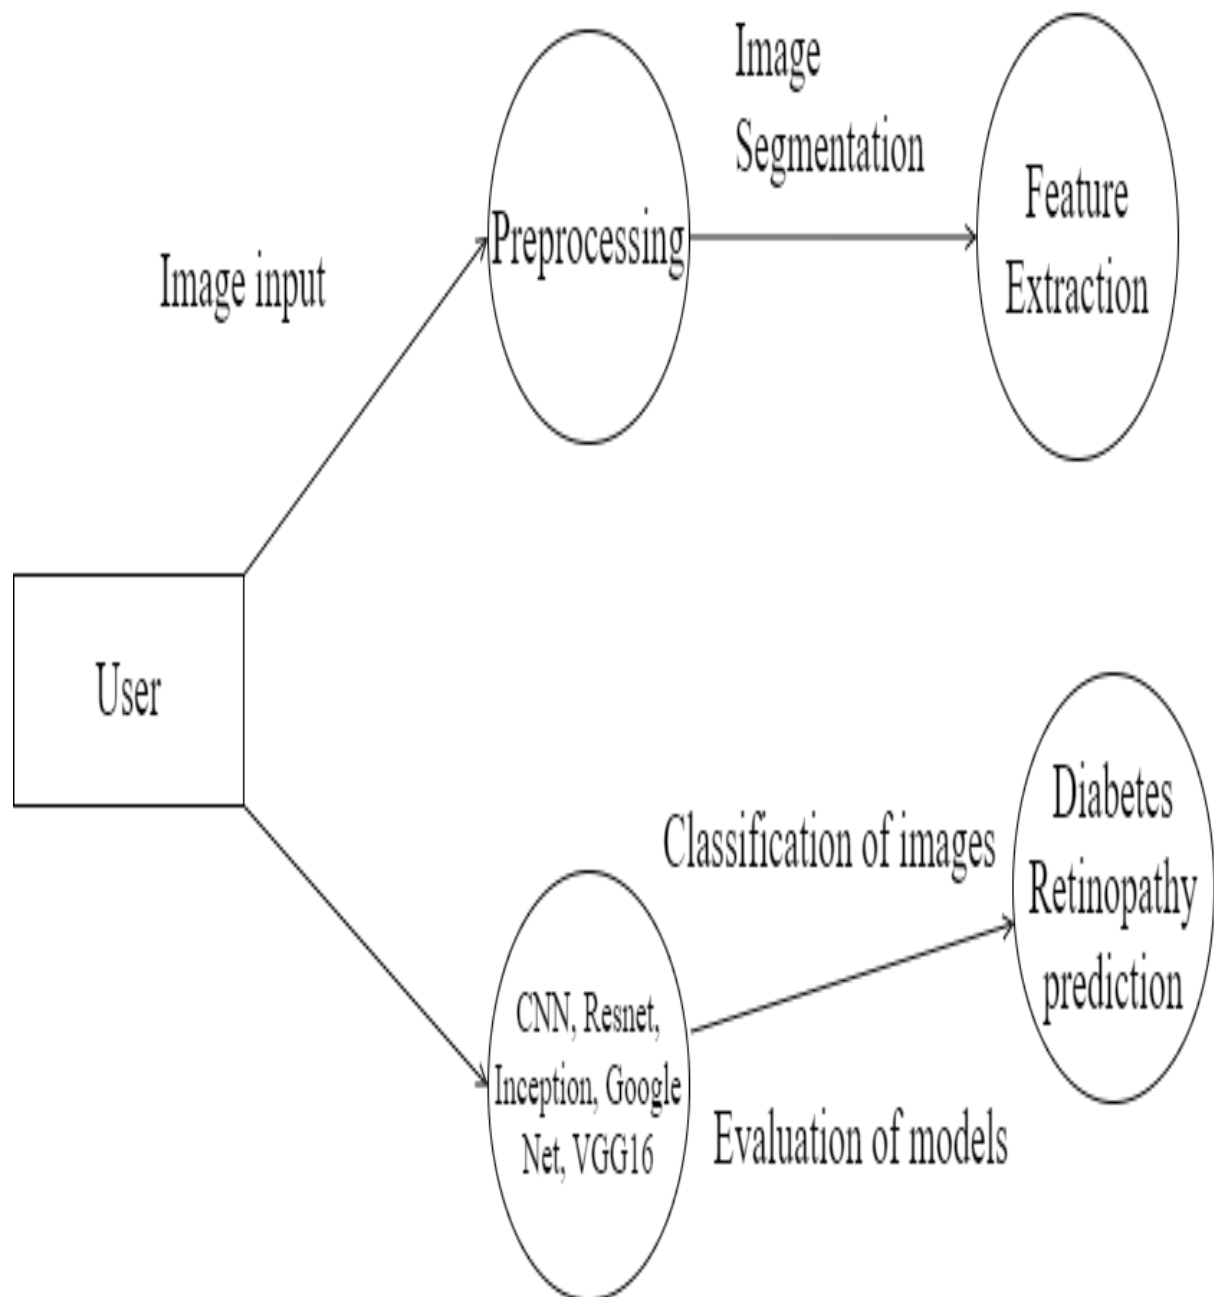 Image
Segmentation
Feature
Extraction
Preprocessing
Image input
User
Diabetes
Retinopathy
prediction
Classification of images
CNN, Resnet,
Inception, Google
Net, VGG16
Evaluation of models